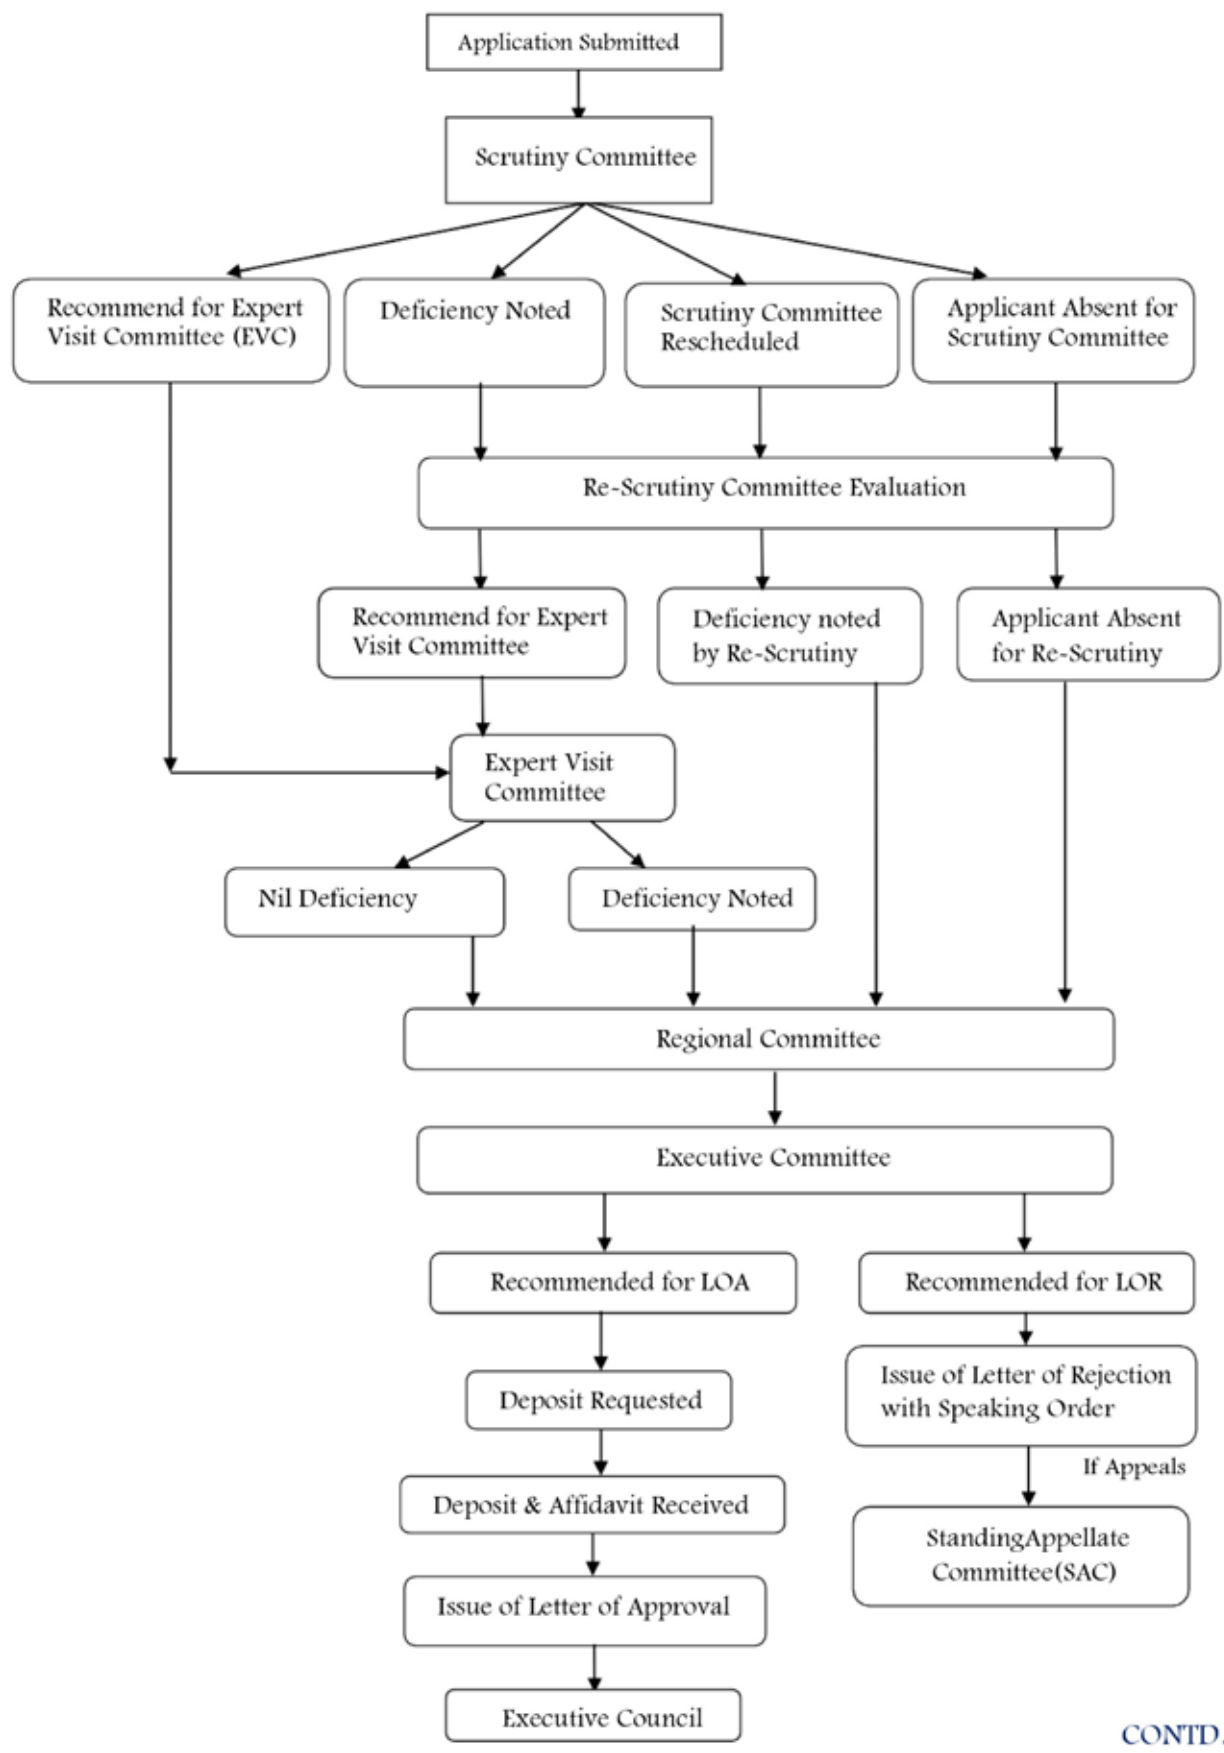 Application Submitted
Scrutiny Committee
Recommend for Expert
Visit Committee (EVC)
Deficiency Noted
Scrutiny Committee
Rescheduled
Applicant Absent for
Scrutiny Committee
Re-Scrutiny Committee Evaluation
Recommend for Expert
Visit Committee
Deficiency noted
by Re-Scrutiny
Applicant Absent
for Re-Scrutiny
Expert Visit
Committee
Nil Deficiency
Deficiency Noted
Regional Committee
Executive Committee
Recommended for LOA
Recommended for LOR
Issue of Letter of Rejection
with Speaking Order
Deposit Requested
If Appeals
Deposit & Affidavit Received
StandingAppellate
Committee(SAC)
Issue of Letter of Approval
Executive Council
CONTD.